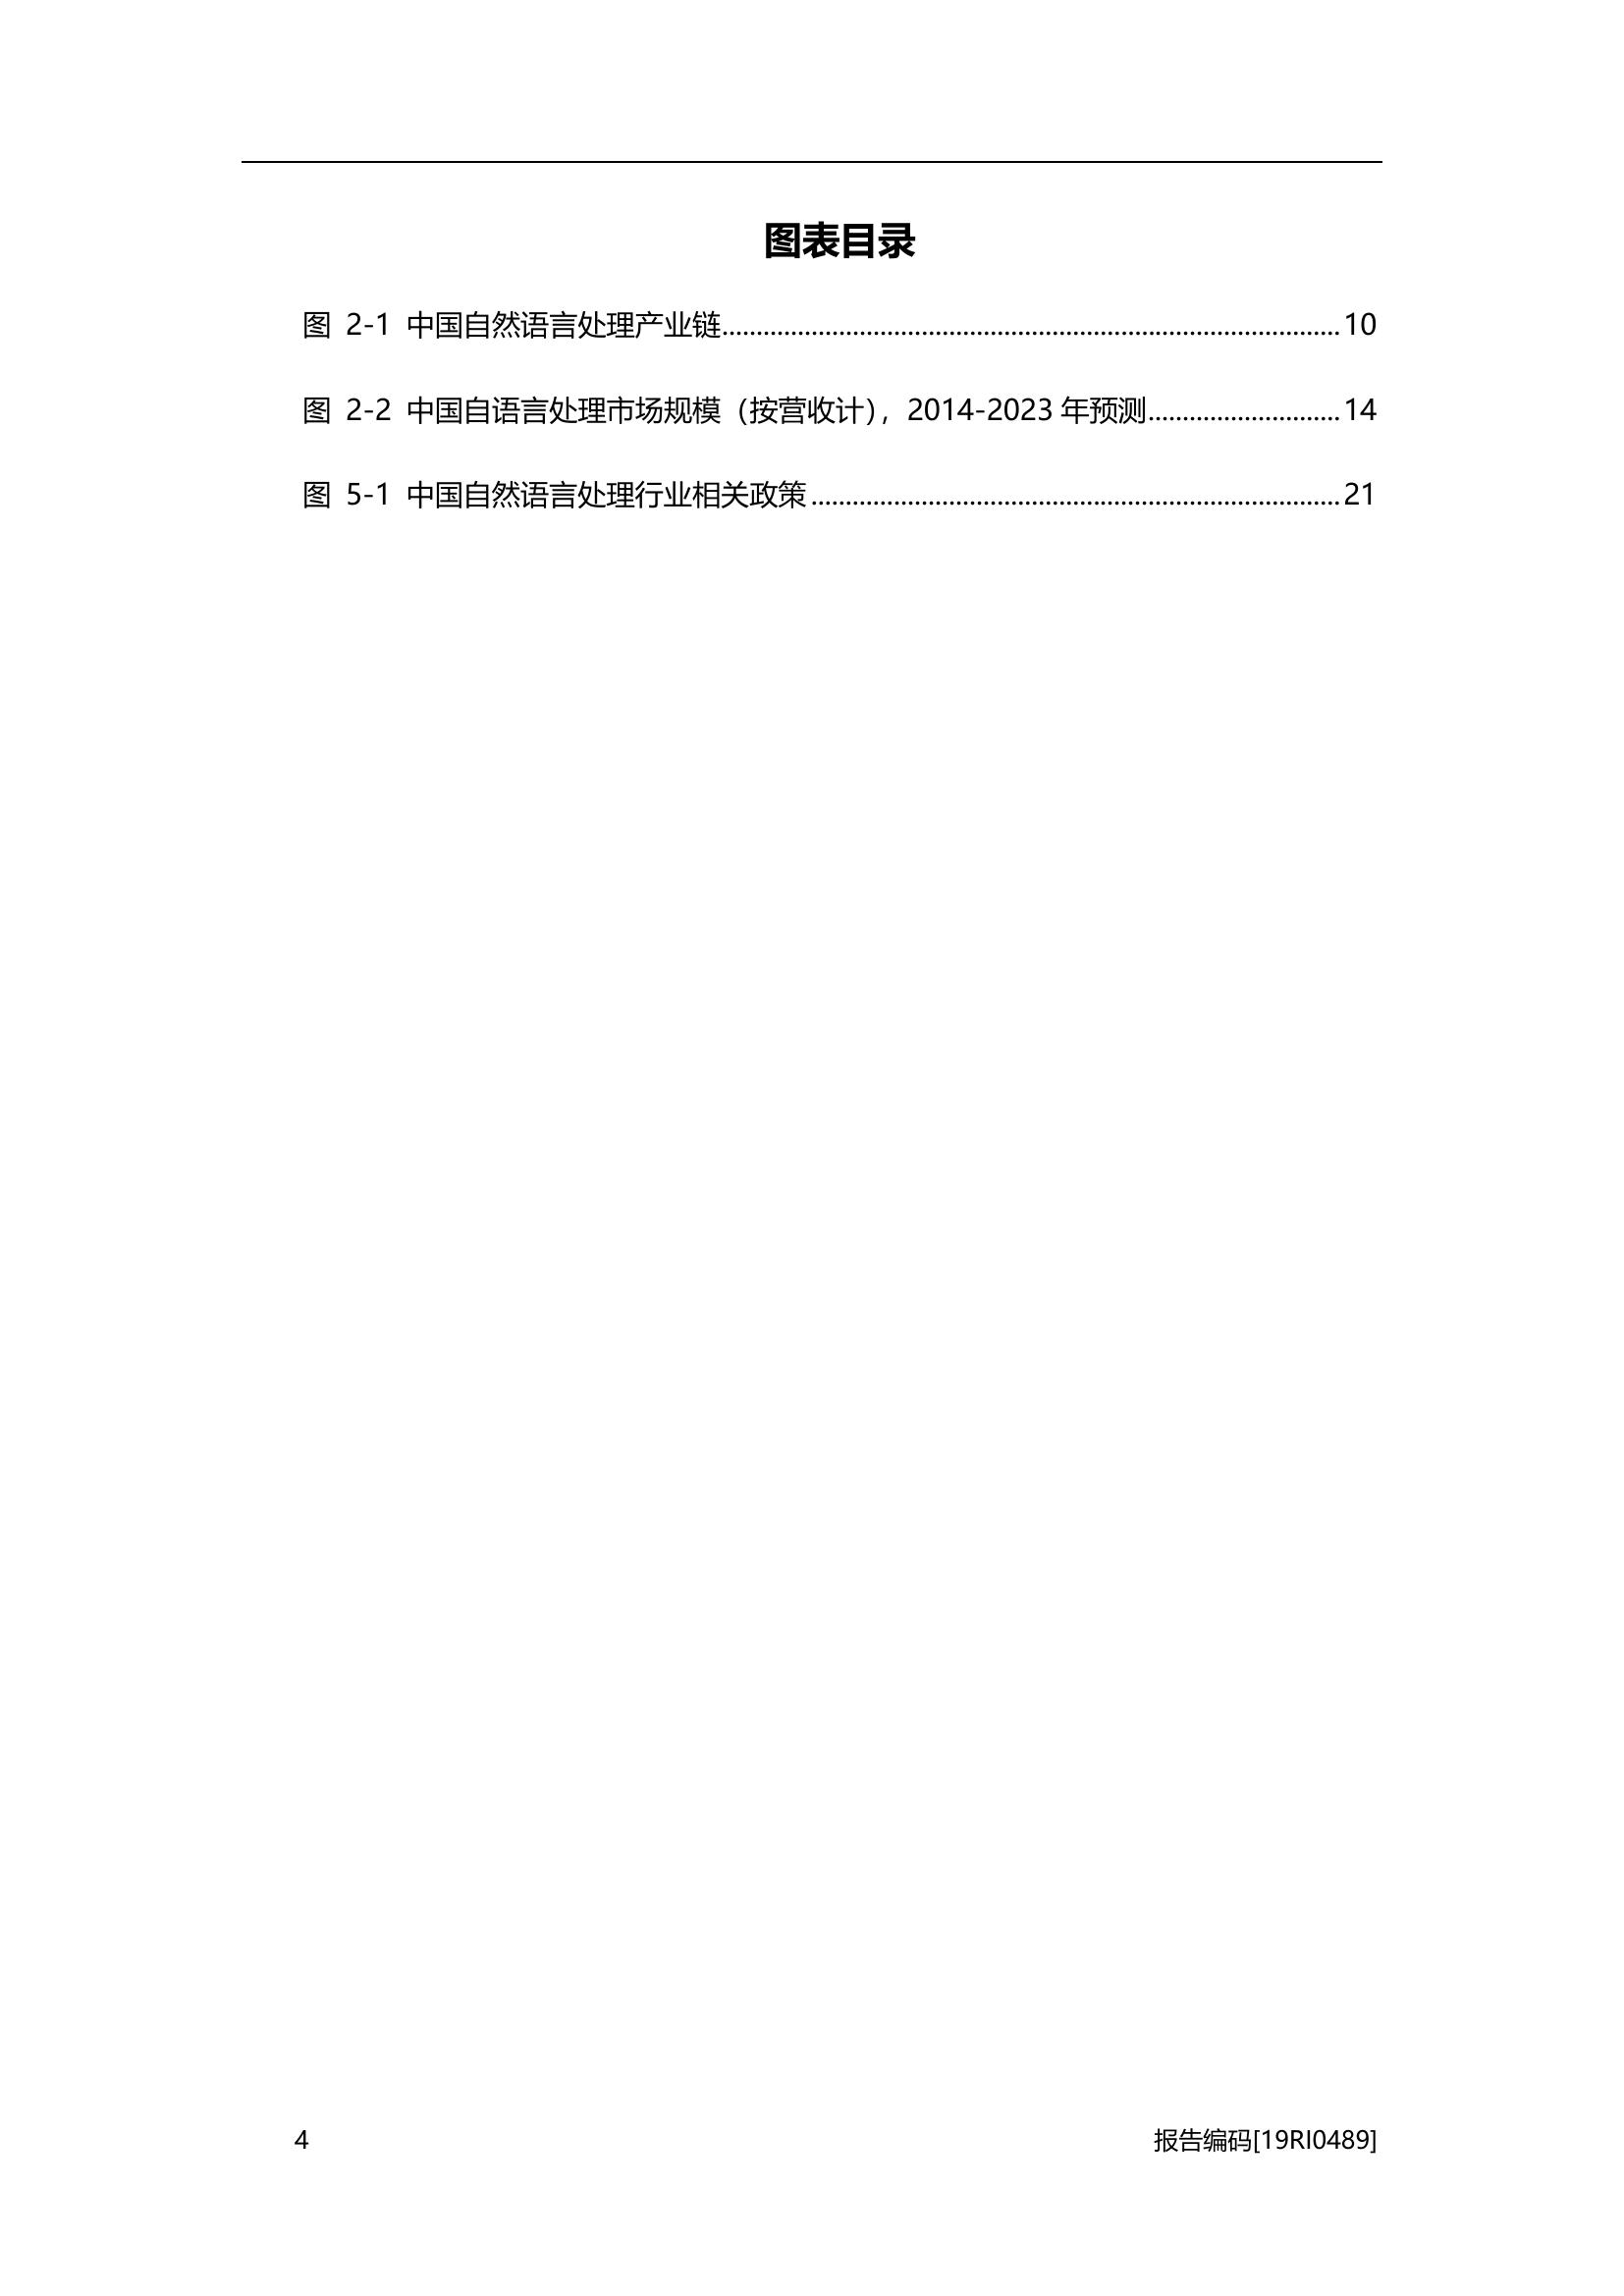 图表目录
图 2-1 中国自然语言处理产业链........................................................................................10
图 2-2 中国自语言处理市场规模（按营收计），2014-2023 年预测............................14
图 5-1 中国自然语言处理行业相关政策............................................................................21
4 报告编码[19RI0489]